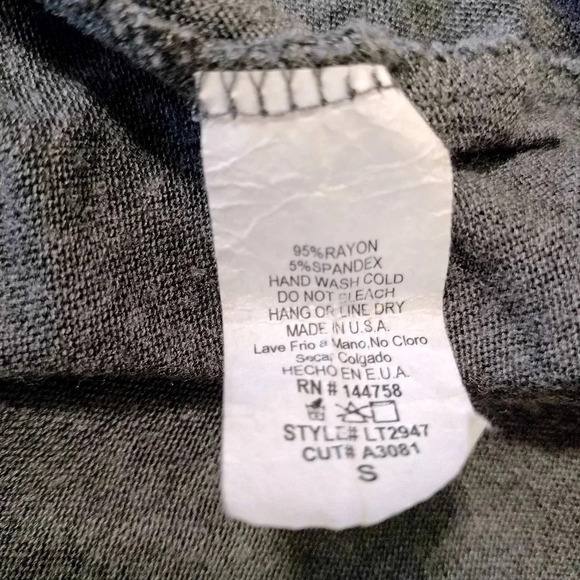 95%RAYON
5%SPANDEX
HAND WASH COLD
DO NOT BLEACH
HANG OR LINE DRY
MADE IN U.S.A.
Lave Frio a Mano, No Cloro
Secar Colgado
HECHO EN E.U.A.
RN # 144758
STYLE# LT2947
CUT# A3081
S